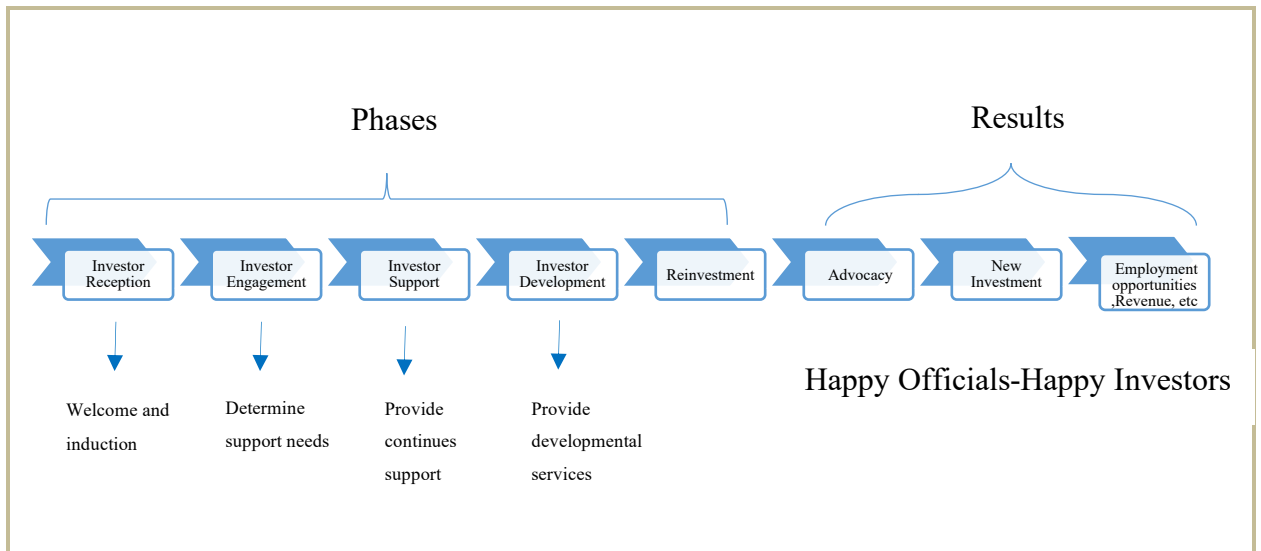 Phases
Results
Investor
Reception
Investor
Engagement
Investor
Support
Investor
Development
Reinvestment
Advocacy
New
Investment
Employment
opportunities
,Revenue, etc
Happy Officials-Happy Investors
Welcome and
induction
Determine
support needs
Provide
continues
support
Provide
developmental
services